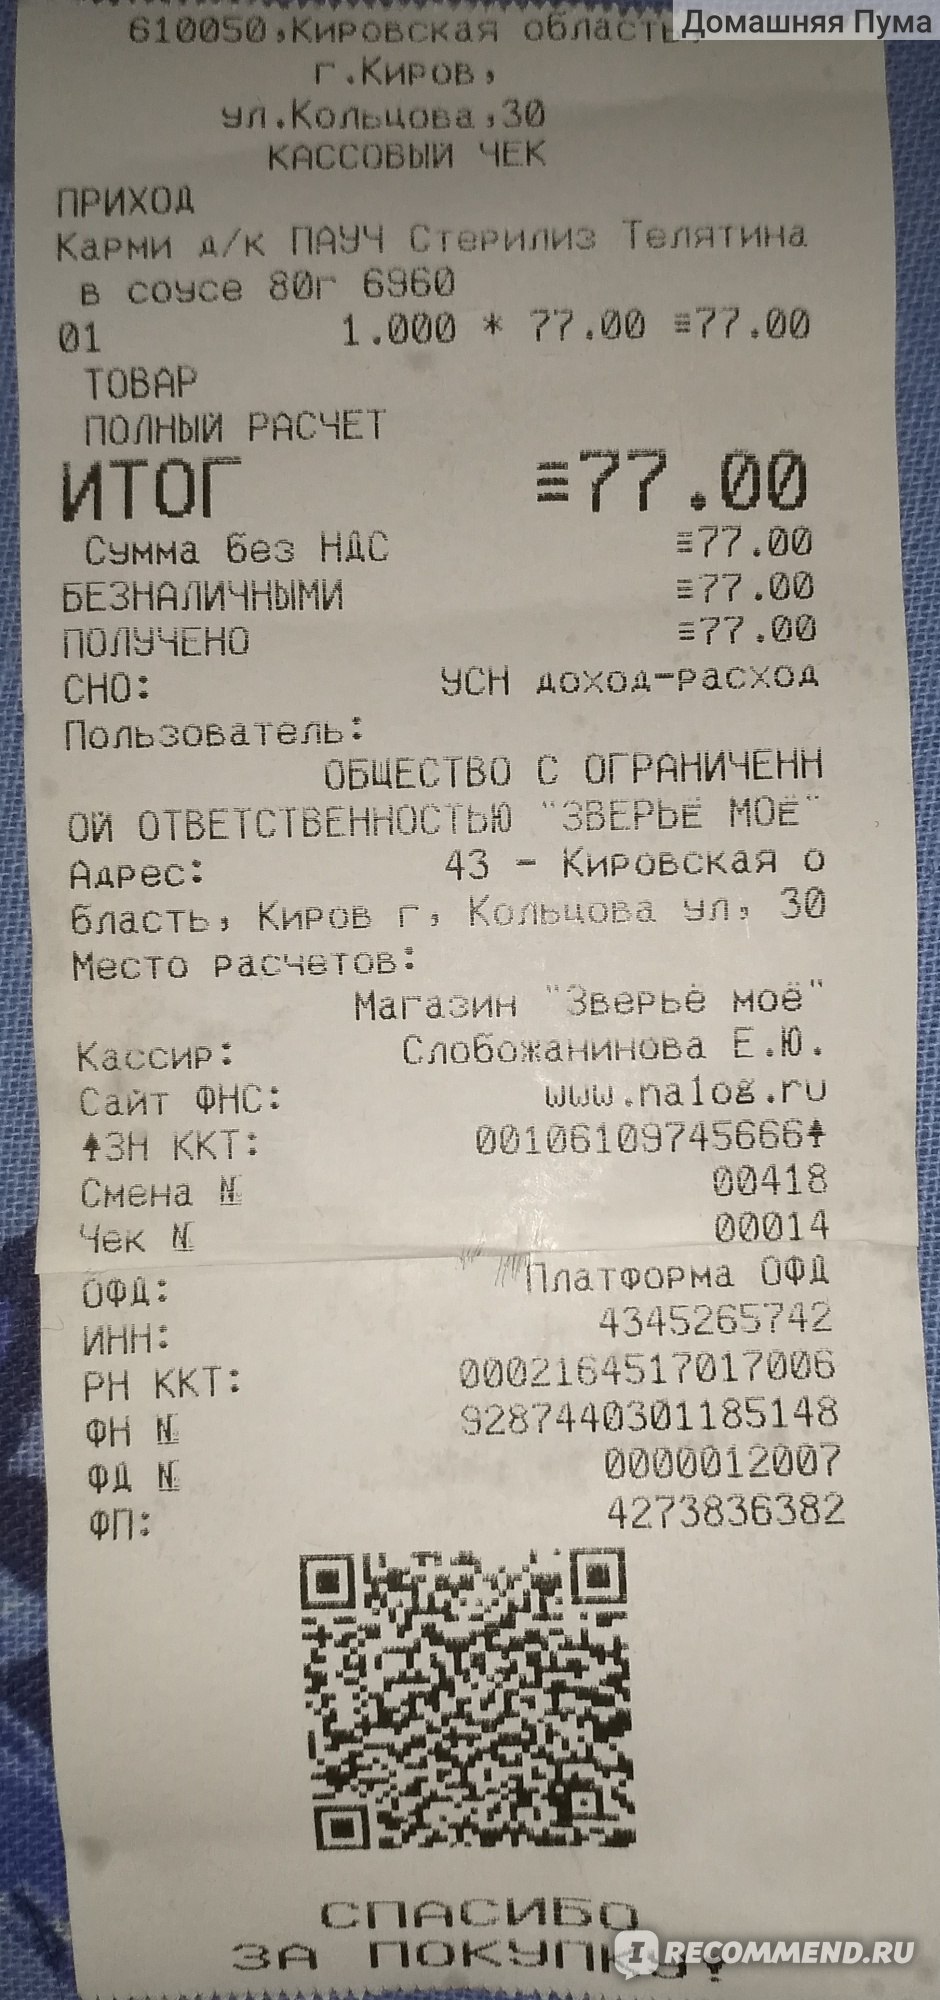 Домашняя Пума
610050,Кировская область,
г.Киров,
ул.Кольцова,30
КАССОВЫЙ ЧЕК
ПРИХОД
Карми д/к ПАУЧ Стерилиз Телятина
в соусе 80г 6960
01 1.000 * 77.00 ≡77.00
ТОВАР
ПОЛНЫЙ РАСЧЕТ
ИТОГ ≡77.00
Сумма без НДС ≡77.00
БЕЗНАЛИЧНЫМИ ≡77.00
ПОЛУЧЕНО ≡77.00
СНО: УСН доход-расход
Пользователь:
ОБЩЕСТВО С ОГРАНИЧЕНН
ОЙ ОТВЕТСТВЕННОСТЬЮ "ЗВЕРЬЁ МОЁ"
Адрес: 43 - Кировская о
бласть, Киров г, Кольцова ул, 30
Место расчетов:
Магазин "Зверьё моё"
Кассир: Слобожанинова Е.Ю.
Сайт ФНС: www.nalog.ru
↟ЗН ККТ: 00106109745666↟
Смена № 00418
Чек № 00014
ОФД: Платформа ОФД
ИНН: 4345265742
РН ККТ: 0002164517017006
ФН № 9287440301185148
ФД № 0000012007
ФП: 4273836382
СПАСИБО
ЗА ПОКУПКУ!
IRECOMMEND.RU